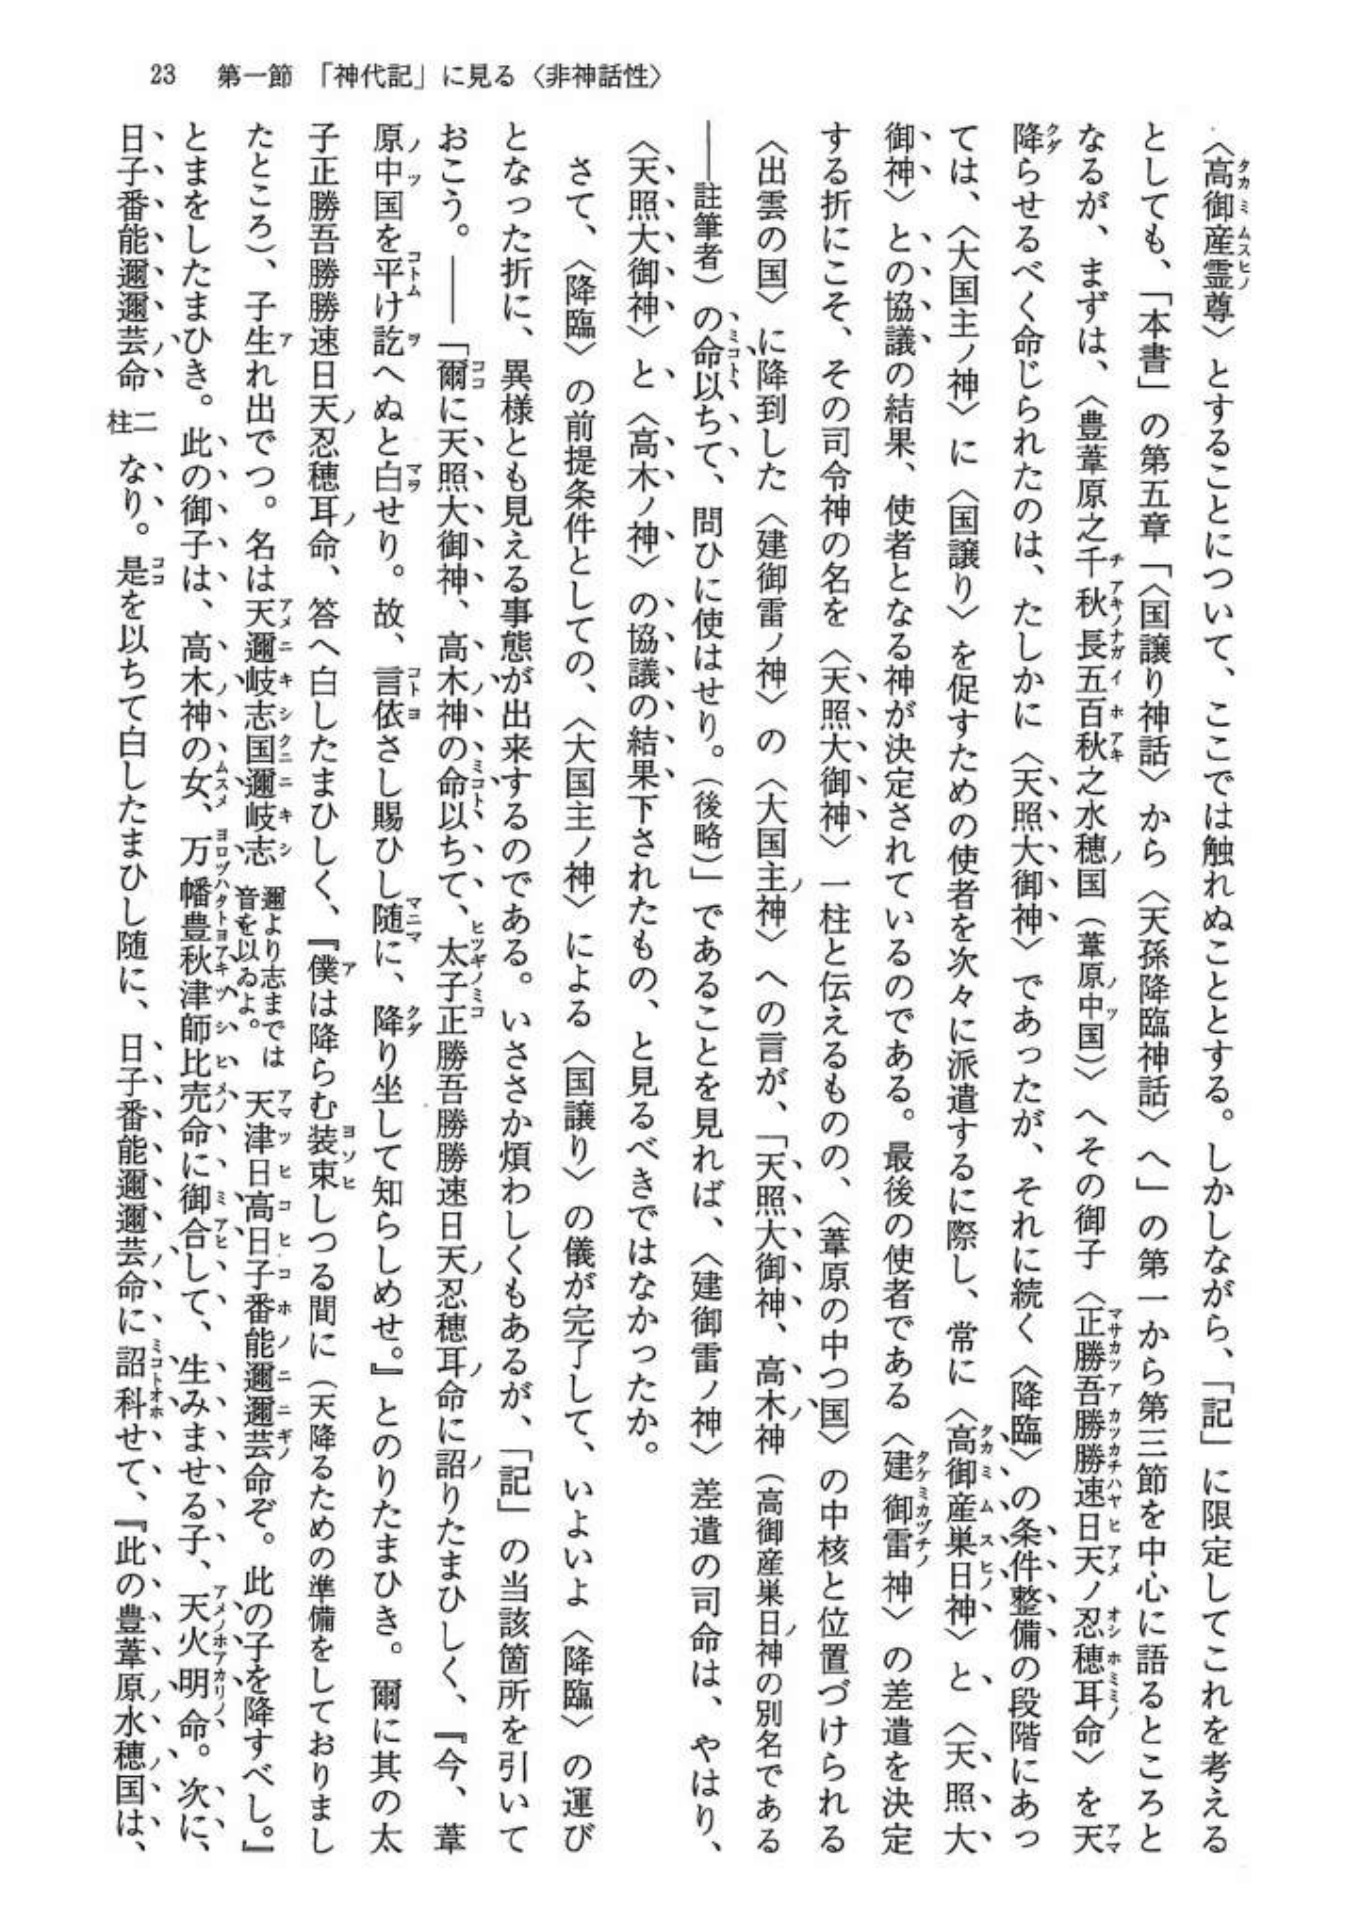 23　第一節　「神代記」に見る〈非神話性〉
〈高御産霊尊〉とすることについて、ここでは触れぬこととする。しかしながら、「記」に限定してこれを考える
としても、「本書」の第五章「〈国譲り神話〉から〈天孫降臨神話〉へ」の第一から第三節を中心に語るところと
なるが、まずは、〈豊葦原之千秋長五百秋之水穂国（葦原中国）〉へその御子〈正勝吾勝勝速日天ノ忍穂耳命〉を天
降らせるべく命じられたのは、たしかに〈天照大御神〉であったが、それに続く〈降臨〉の条件整備の段階にあっ
ては、〈大国主ノ神〉に〈国譲り〉を促すための使者を次々に派遣するに際し、常に〈高御産巣日神〉と〈天照大
御神〉との協議の結果、使者となる神が決定されているのである。最後の使者である〈建御雷神〉の差遣を決定
する折にこそ、その司令神の名を〈天照大御神〉一柱と伝えるものの、〈葦原の中つ国〉の中核と位置づけられる
〈出雲の国〉に降到した〈建御雷ノ神〉の〈大国主ノ神〉への言が、「天照大御神、高木ノ神（高御産巣日ノ神の別名である
――註筆者）の命以ちて、問ひに使はせり。（後略）」であることを見れば、〈建御雷ノ神〉差遣の司命は、やはり、
〈天照大御神〉と〈高木ノ神〉の協議の結果下されたもの、と見るべきではなかったか。
さて、〈降臨〉の前提条件としての、〈大国主ノ神〉による〈国譲り〉の儀が完了して、いよいよ〈降臨〉の運び
となった折に、異様とも見える事態が出来するのである。いささか煩わしくもあるが、「記」の当該箇所を引いて
おこう。――「爾に天照大御神、高木ノ神の命以ちて、太子正勝吾勝勝速日天ノ忍穂耳ノ命に詔りたまひしく、『今、葦
原ノ中ツ国を平け訖へぬと白せり。故、言依さし賜ひし随に、降り坐して知らしめせ。』とのりたまひき。爾に其の太
子正勝吾勝勝速日天ノ忍穂耳ノ命、答へ白したまひしく、『僕は降らむ装束しつる間に（天降るための準備をしておりまし
たところ）、子生れ出でつ。名は天邇岐志国邇岐志 邇より志までは音を以ゐよ。 天津日高日子番能邇邇芸命ぞ。此の子を降すべし。』
とまをしたまひき。此の御子は、高木ノ神の女、万幡豊秋津師比売命に御合して、生みませる子、天火明命。次に、
日子番能邇邇芸ノ命 二柱 なり。是を以ちて白したまひし随に、日子番能邇邇芸ノ命に詔科せて、『此の豊葦原ノ水穂ノ国は、